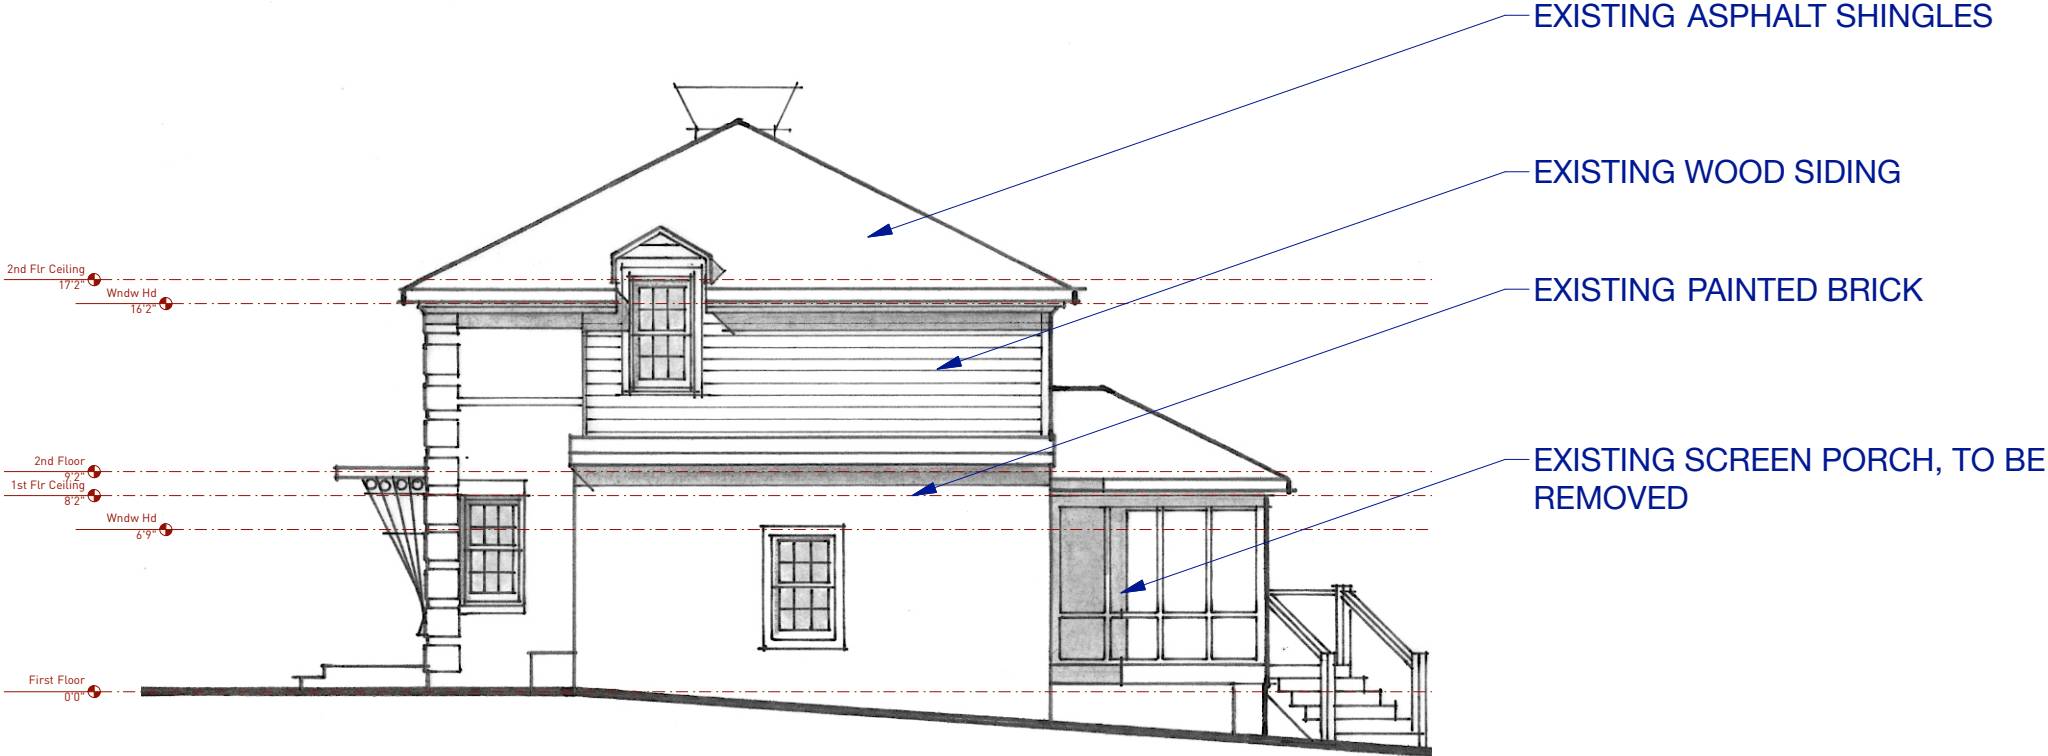 EXISTING ASPHALT SHINGLES
EXISTING WOOD SIDING
2nd Flr Ceiling
17'2"
Wndw Hd
16'2"
EXISTING PAINTED BRICK
2nd Floor
9'2"
1st Flr Ceiling
8'2"
EXISTING SCREEN PORCH, TO BE
REMOVED
Wndw Hd
6'9"
First Floor
0'0"